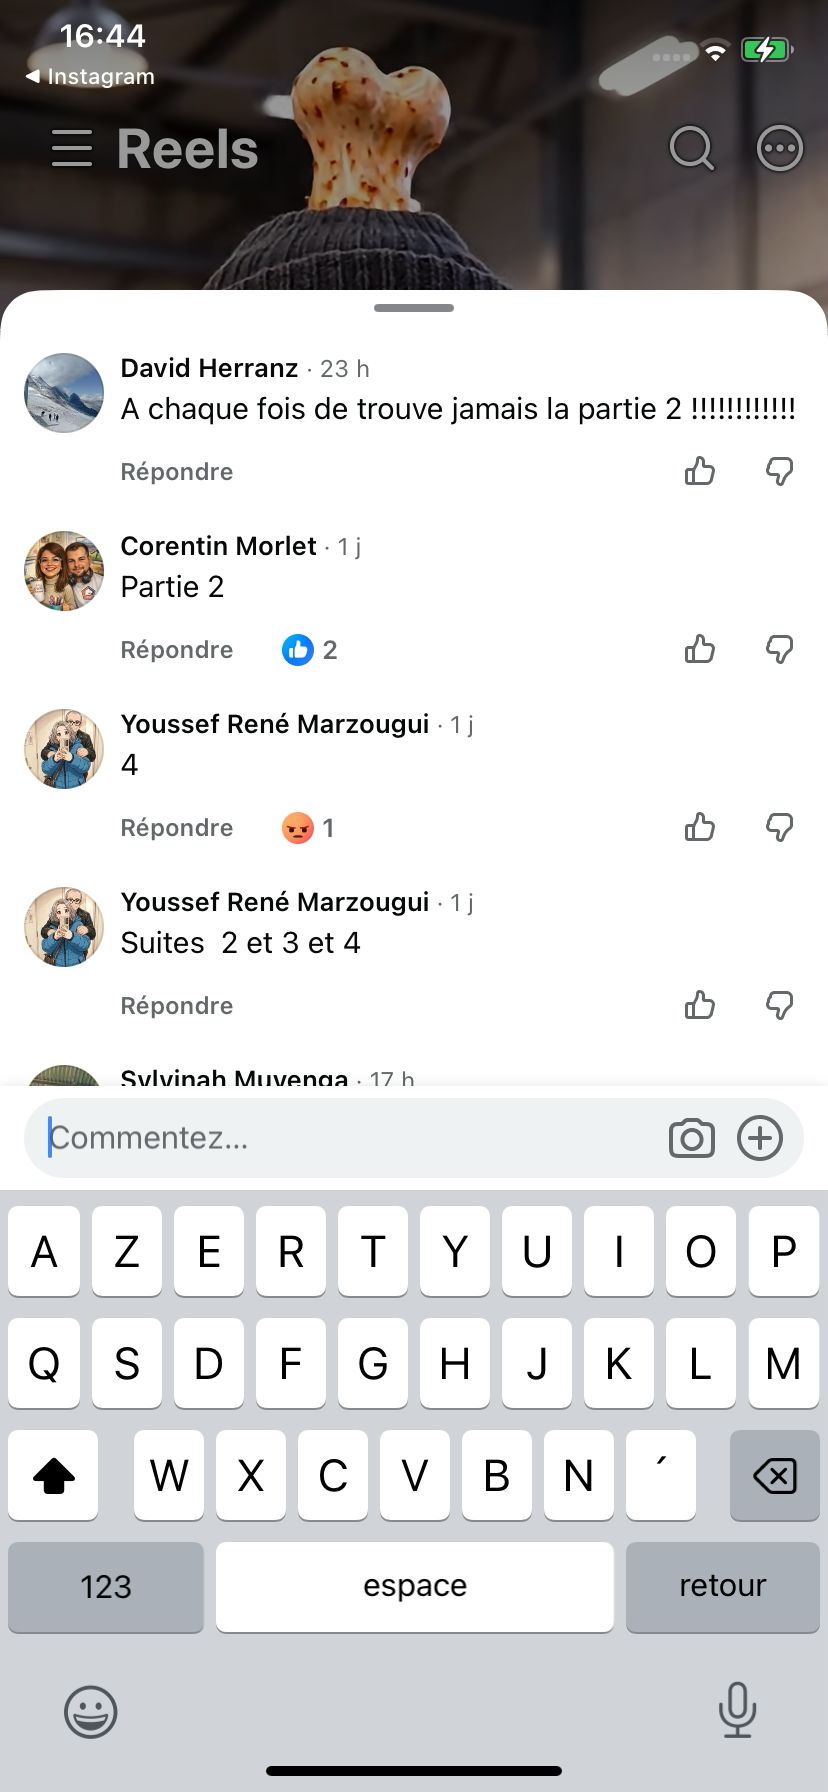 16:44
◀ Instagram
Reels
David Herranz · 23 h
A chaque fois de trouve jamais la partie 2 !!!!!!!!!!!!
Répondre
Corentin Morlet · 1 j
Partie 2
Répondre 2
Youssef René Marzougui · 1 j
4
Répondre 1
Youssef René Marzougui · 1 j
Suites  2 et 3 et 4
Répondre
Sylvinah Muyenga · 17 h
Commentez...
A Z E R T Y U I O P
Q S D F G H J K L M
W X C V B N ´
123 espace retour